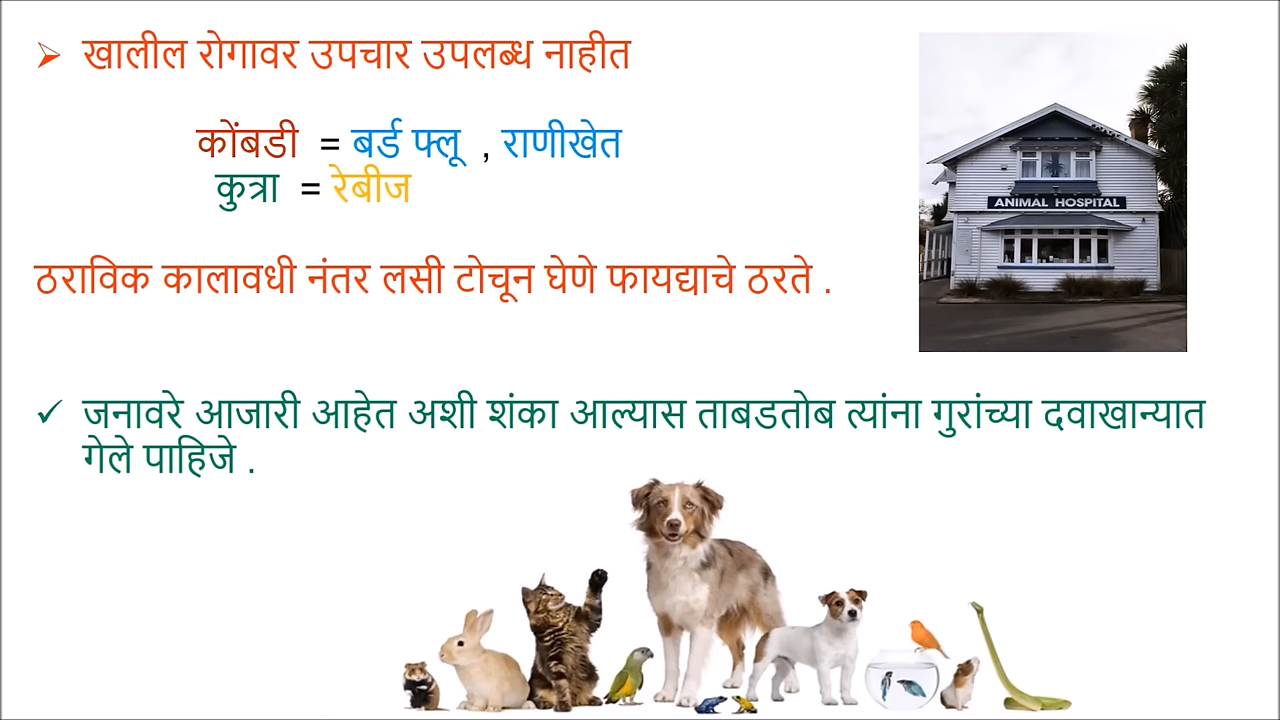 खालील रोगावर उपचार उपलब्ध नाहीत
कोंबडी = बर्ड फ्लू , राणीखेत
कुत्रा = रेबीज
ठराविक कालावधी नंतर लसी टोचून घेणे फायद्याचे ठरते .
जनावरे आजारी आहेत अशी शंका आल्यास ताबडतोब त्यांना गुरांच्या दवाखान्यात
गेले पाहिजे .
ANIMAL HOSPITAL